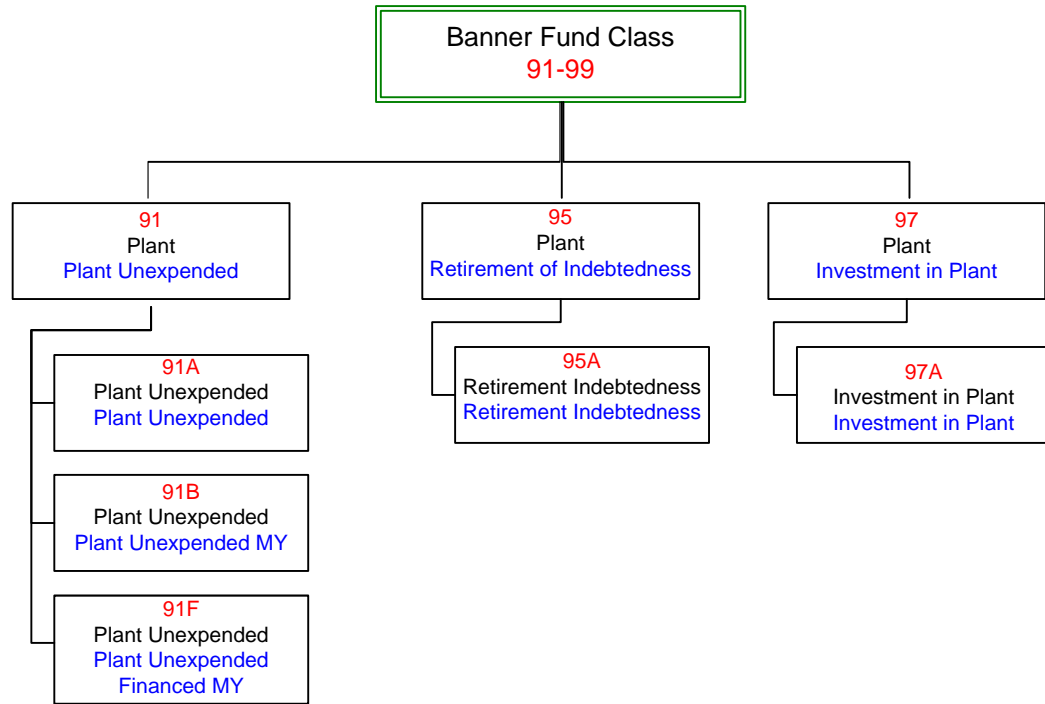 Banner Fund Class
91-99
91
Plant
Plant Unexpended
91A
Plant Unexpended
Plant Unexpended
91B
Plant Unexpended
Plant Unexpended MY
91F
Plant Unexpended
Plant Unexpended
Financed MY
95
Plant
Retirement of Indebtedness
95A
Retirement Indebtedness
Retirement Indebtedness
97
Plant
Investment in Plant
97A
Investment in Plant
Investment in Plant